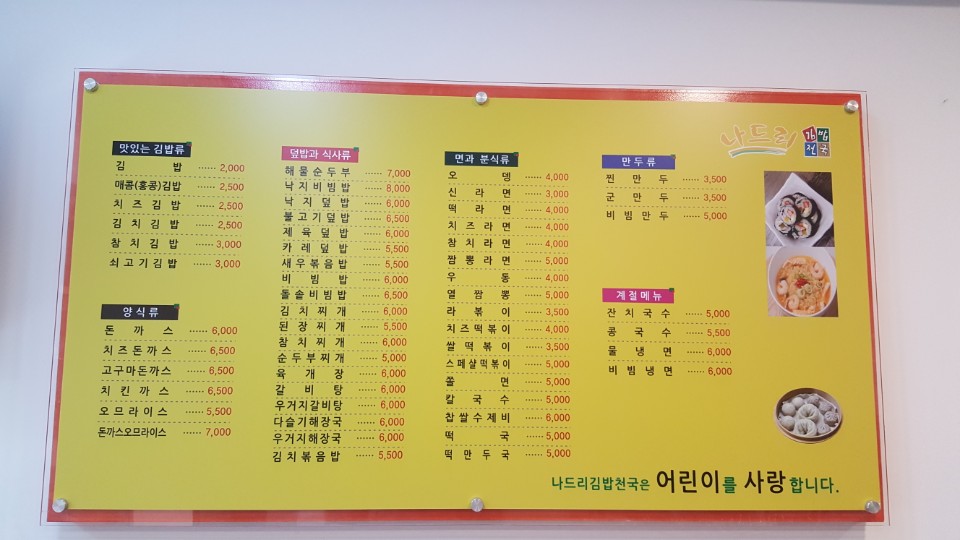 나드리 김밥천국
맛있는 김밥류
김 밥 ······ 2,000
매콤(홍콩)김밥 ······ 2,500
치 즈 김 밥 ······ 2,500
김 치 김 밥 ······ 2,500
참 치 김 밥 ······ 3,000
쇠고기김밥 ······ 3,000
양식류
돈 까 스 ······ 6,000
치즈돈까스 ······ 6,500
고구마돈까스 ······ 6,500
치 킨 까 스 ······ 6,500
오므라이스 ······ 5,500
돈까스오므라이스 ······ 7,000
덮밥과 식사류
해물순두부 ······ 7,000
낙지비빔밥 ······ 8,000
낙 지 덮 밥 ······ 6,000
불고기덮밥 ······ 6,500
제 육 덮 밥 ······ 6,000
카 레 덮 밥 ······ 5,500
새우볶음밥 ······ 5,500
비 빔 밥 ······ 6,000
돌솥비빔밥 ······ 6,500
김 치 찌 개 ······ 6,000
된 장 찌 개 ······ 5,500
참 치 찌 개 ······ 6,000
순두부찌개 ······ 5,000
육 개 장 ······ 6,000
갈 비 탕 ······ 6,000
우거지갈비탕 ······ 6,000
다슬기해장국 ······ 6,000
우거지해장국 ······ 6,000
김치볶음밥 ······ 5,500
면과 분식류
오 뎅 ······ 4,000
신 라 면 ······ 3,000
떡 라 면 ······ 4,000
치 즈 라 면 ······ 4,000
참 치 라 면 ······ 4,000
짬 뽕 라 면 ······ 5,000
우 동 ······ 4,000
열 짬 뽕 ······ 5,000
라 볶 이 ······ 3,500
치즈떡볶이 ······ 4,000
쌀 떡 볶 이 ······ 3,500
스페샬떡볶이 ······ 5,000
쫄 면 ······ 5,000
칼 국 수 ······ 5,000
찹쌀수제비 ······ 6,000
떡 국 ······ 5,000
떡 만 두 국 ······ 5,000
만두류
찐 만 두 ······ 3,500
군 만 두 ······ 3,500
비 빔 만 두 ······ 5,000
계절메뉴
잔 치 국 수 ······ 5,000
콩 국 수 ······ 5,500
물 냉 면 ······ 6,000
비 빔 냉 면 ······ 6,000
나드리김밥천국은 어린이를 사랑합니다.